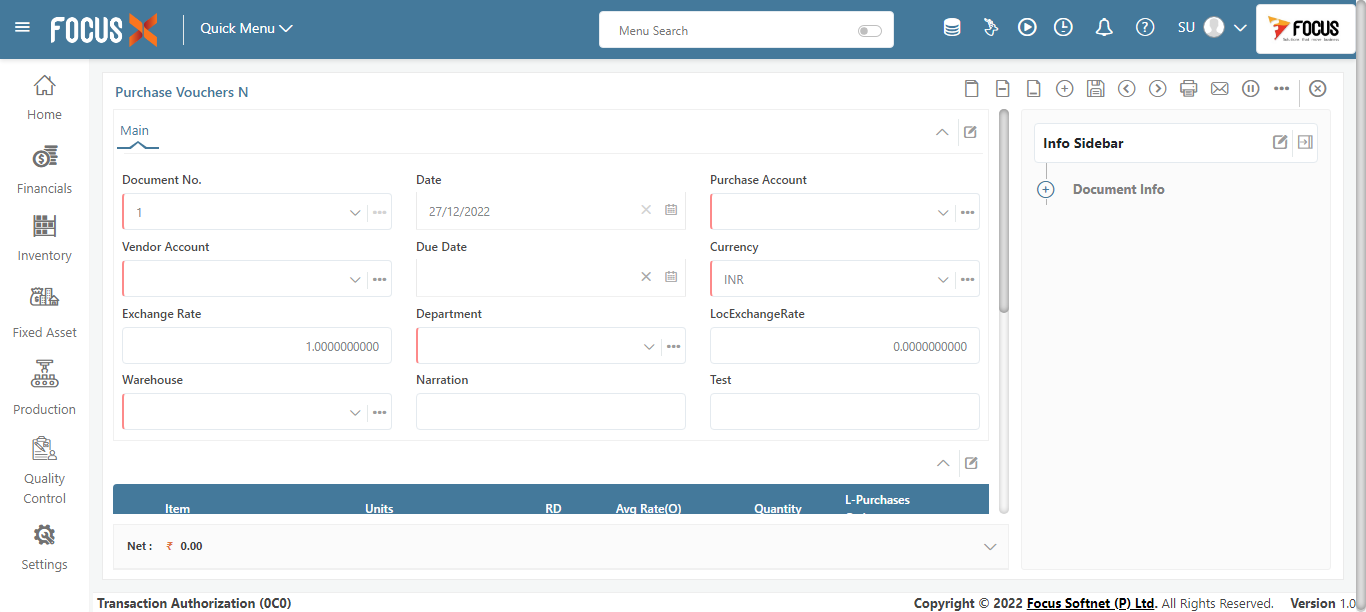 FOCUS X
Quick Menu
Menu Search
SU
FOCUS
Home
Financials
Inventory
Fixed Asset
Production
Quality
Control
Settings
Purchase Vouchers N
Main
Document No.
Date
Purchase Account
1
27/12/2022
Vendor Account
Due Date
Currency
INR
Exchange Rate
Department
LocExchangeRate
1.0000000000
0.0000000000
Warehouse
Narration
Test
Item
Units
RD
Avg Rate(O)
Quantity
L-Purchases
Net : ₹ 0.00
Info Sidebar
Document Info
Transaction Authorization (0C0)
Copyright © 2022 Focus Softnet (P) Ltd. All Rights Reserved.
Version 1.0